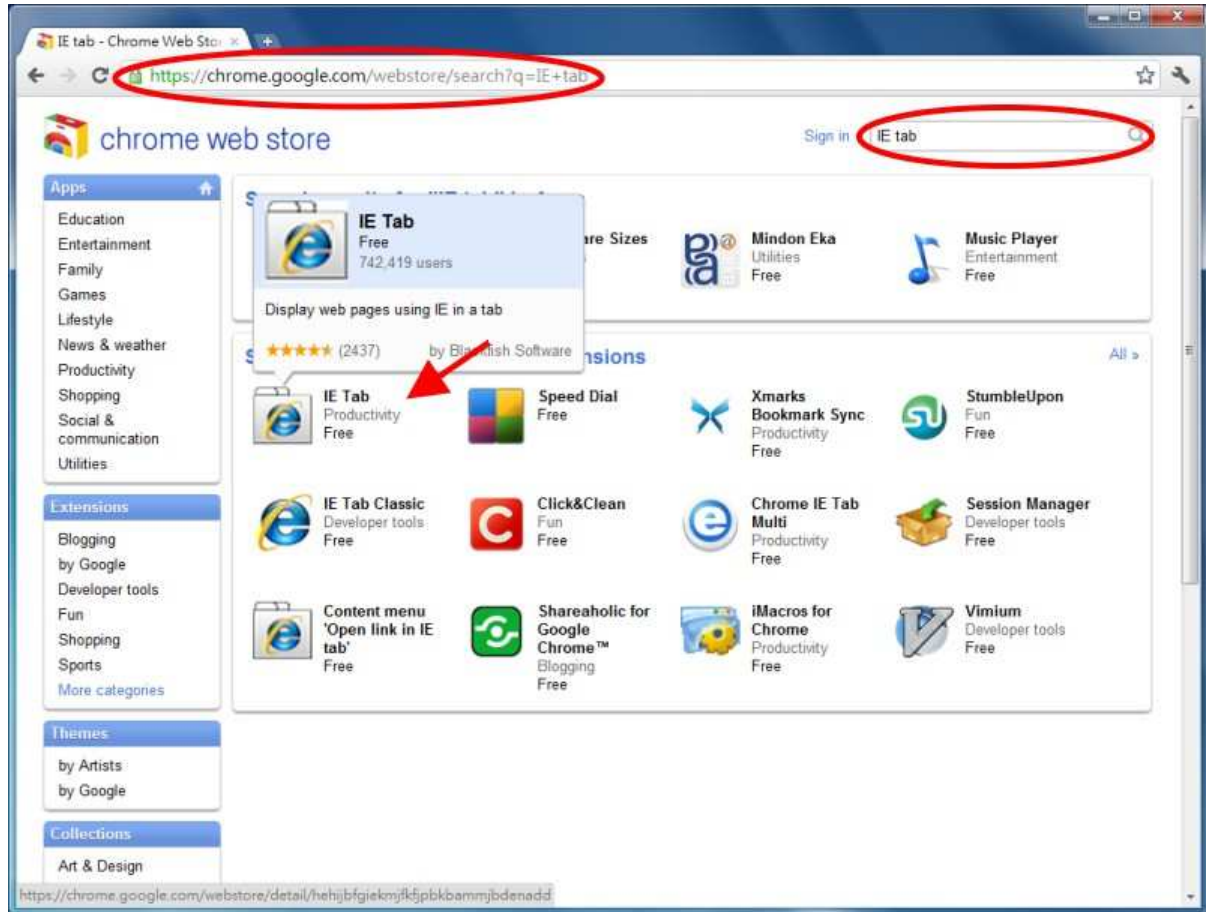 IE tab - Chrome Web Sto
https://chrome.google.com/webstore/search?q=IE+tab
chrome web store
Sign in
IE tab
Apps
Education
Entertainment
Family
Games
Lifestyle
News & weather
Productivity
Shopping
Social &
communication
Utilities
Extensions
Blogging
by Google
Developer tools
Fun
Shopping
Sports
More categories
Themes
by Artists
by Google
Collections
Art & Design
IE Tab
Free
742,419 users
Display web pages using IE in a tab
(2437) by Blackfish Software
Sizes
Mindon Eka
Utilities
Free
Music Player
Entertainment
Free
All »
IE Tab
Productivity
Free
Speed Dial
Free
Xmarks
Bookmark Sync
Productivity
Free
StumbleUpon
Fun
Free
IE Tab Classic
Developer tools
Free
Click&Clean
Fun
Free
Chrome IE Tab
Multi
Productivity
Free
Session Manager
Developer tools
Free
Content menu
'Open link in IE
tab'
Free
Shareaholic for
Google
Chrome™
Blogging
Free
iMacros for
Chrome
Productivity
Free
Vimium
Developer tools
Free
https://chrome.google.com/webstore/detail/hehijbfgiekmjfkfjpbkbammjbdenadd